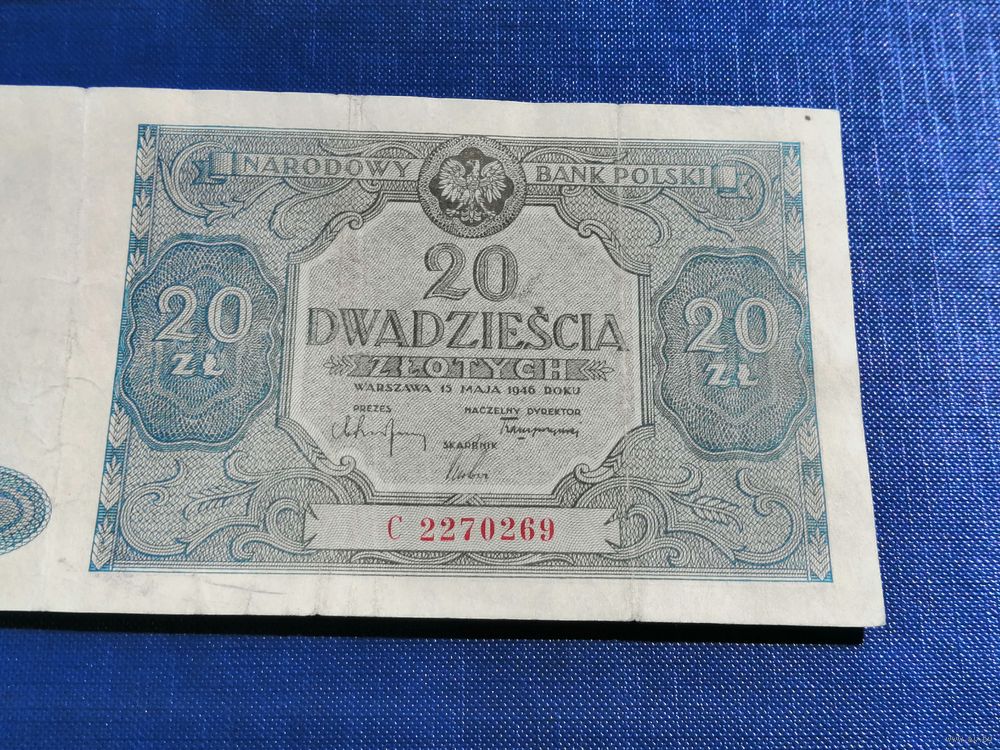 NARODOWY BANK POLSKI
20
DWADZIEŚCIA
ZŁOTYCH
WARSZAWA 15 MAJA 1946 ROKU
20 ZŁ
20 ZŁ
PREZES
NACZELNY DYREKTOR
SKARBNIK
C 2270269